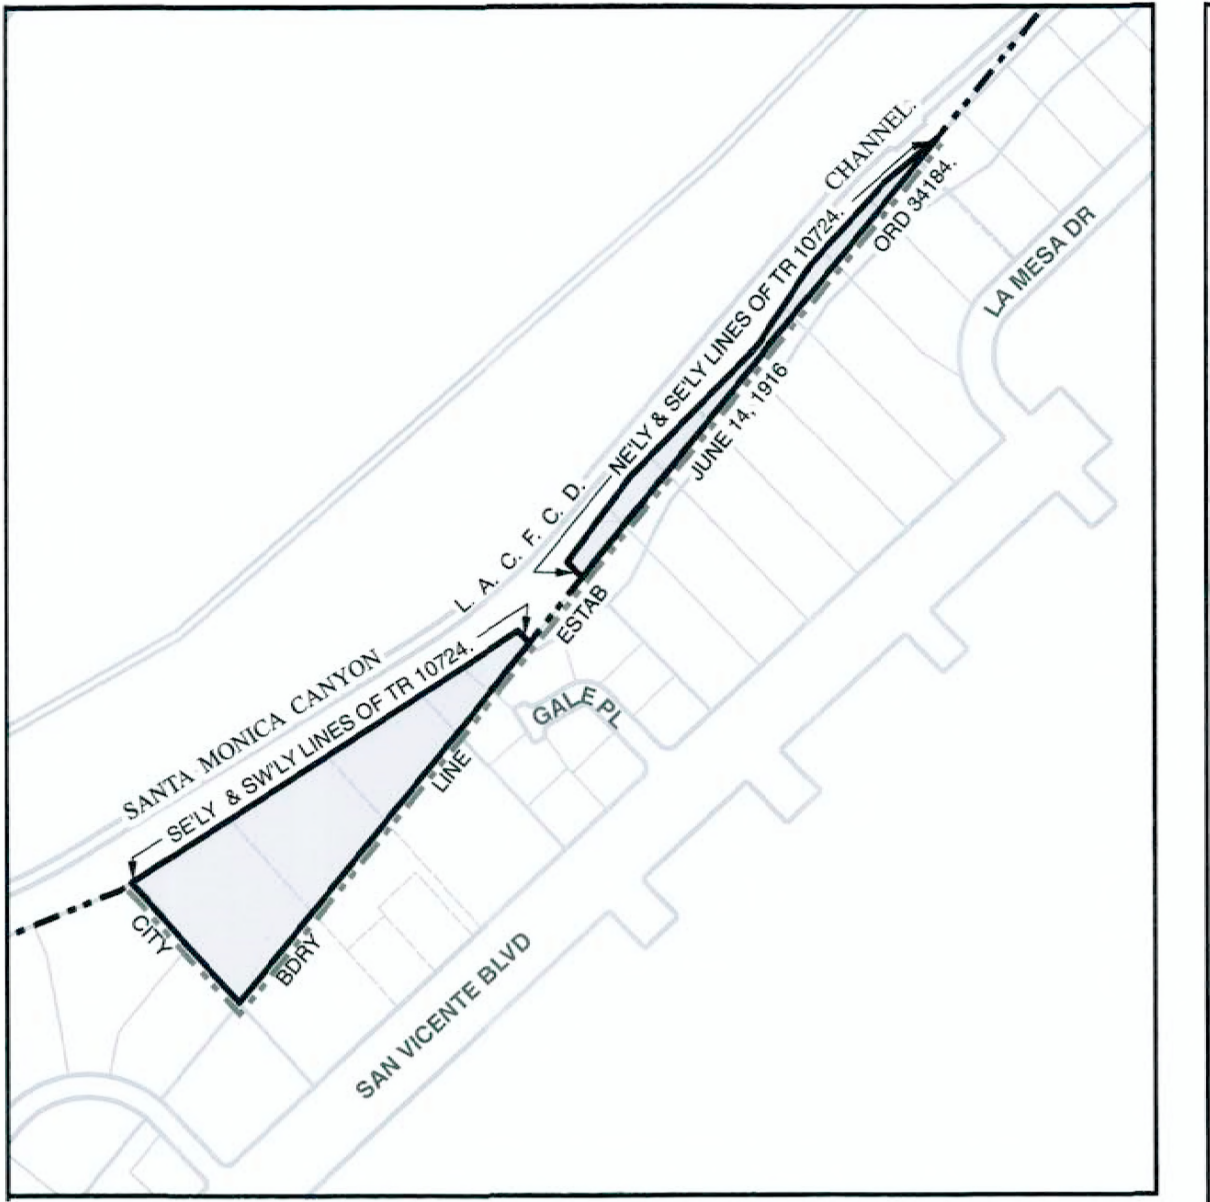 CHANNEL.
ORD 34184.
LA MESA DR
NE'LY & SE'LY LINES OF TR 10724.
JUNE 14, 1916
L. A. C. F. C. D.
ESTAB
SANTA MONICA CANYON
SE'LY & SW'LY LINES OF TR 10724.
GALE PL
LINE
CITY
BDRY
SAN VICENTE BLVD